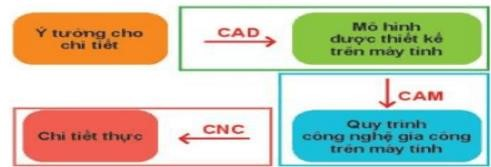 Ý tưởng cho
chi tiết
CAD
Mô hình
được thiết kế
trên máy tính
CAM
Quy trình
công nghệ gia công
trên máy tính
CNC
Chi tiết thực